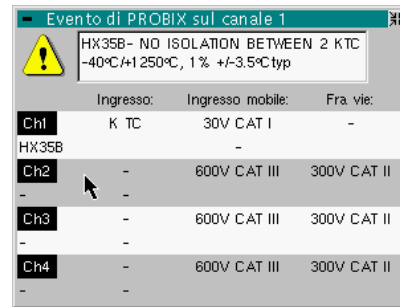 Evento di PROBIX sul canale 1
HX35B- NO ISOLATION BETWEEN 2 KTC
-40°C/+1250°C, 1% +/-3.5°C typ
Ingresso: Ingresso mobile: Fra vie:
Ch1 K TC 30V CAT I -
HX35B -
Ch2 - 600V CAT III 300V CAT II
- -
Ch3 - 600V CAT III 300V CAT II
- -
Ch4 - 600V CAT III 300V CAT II
- -